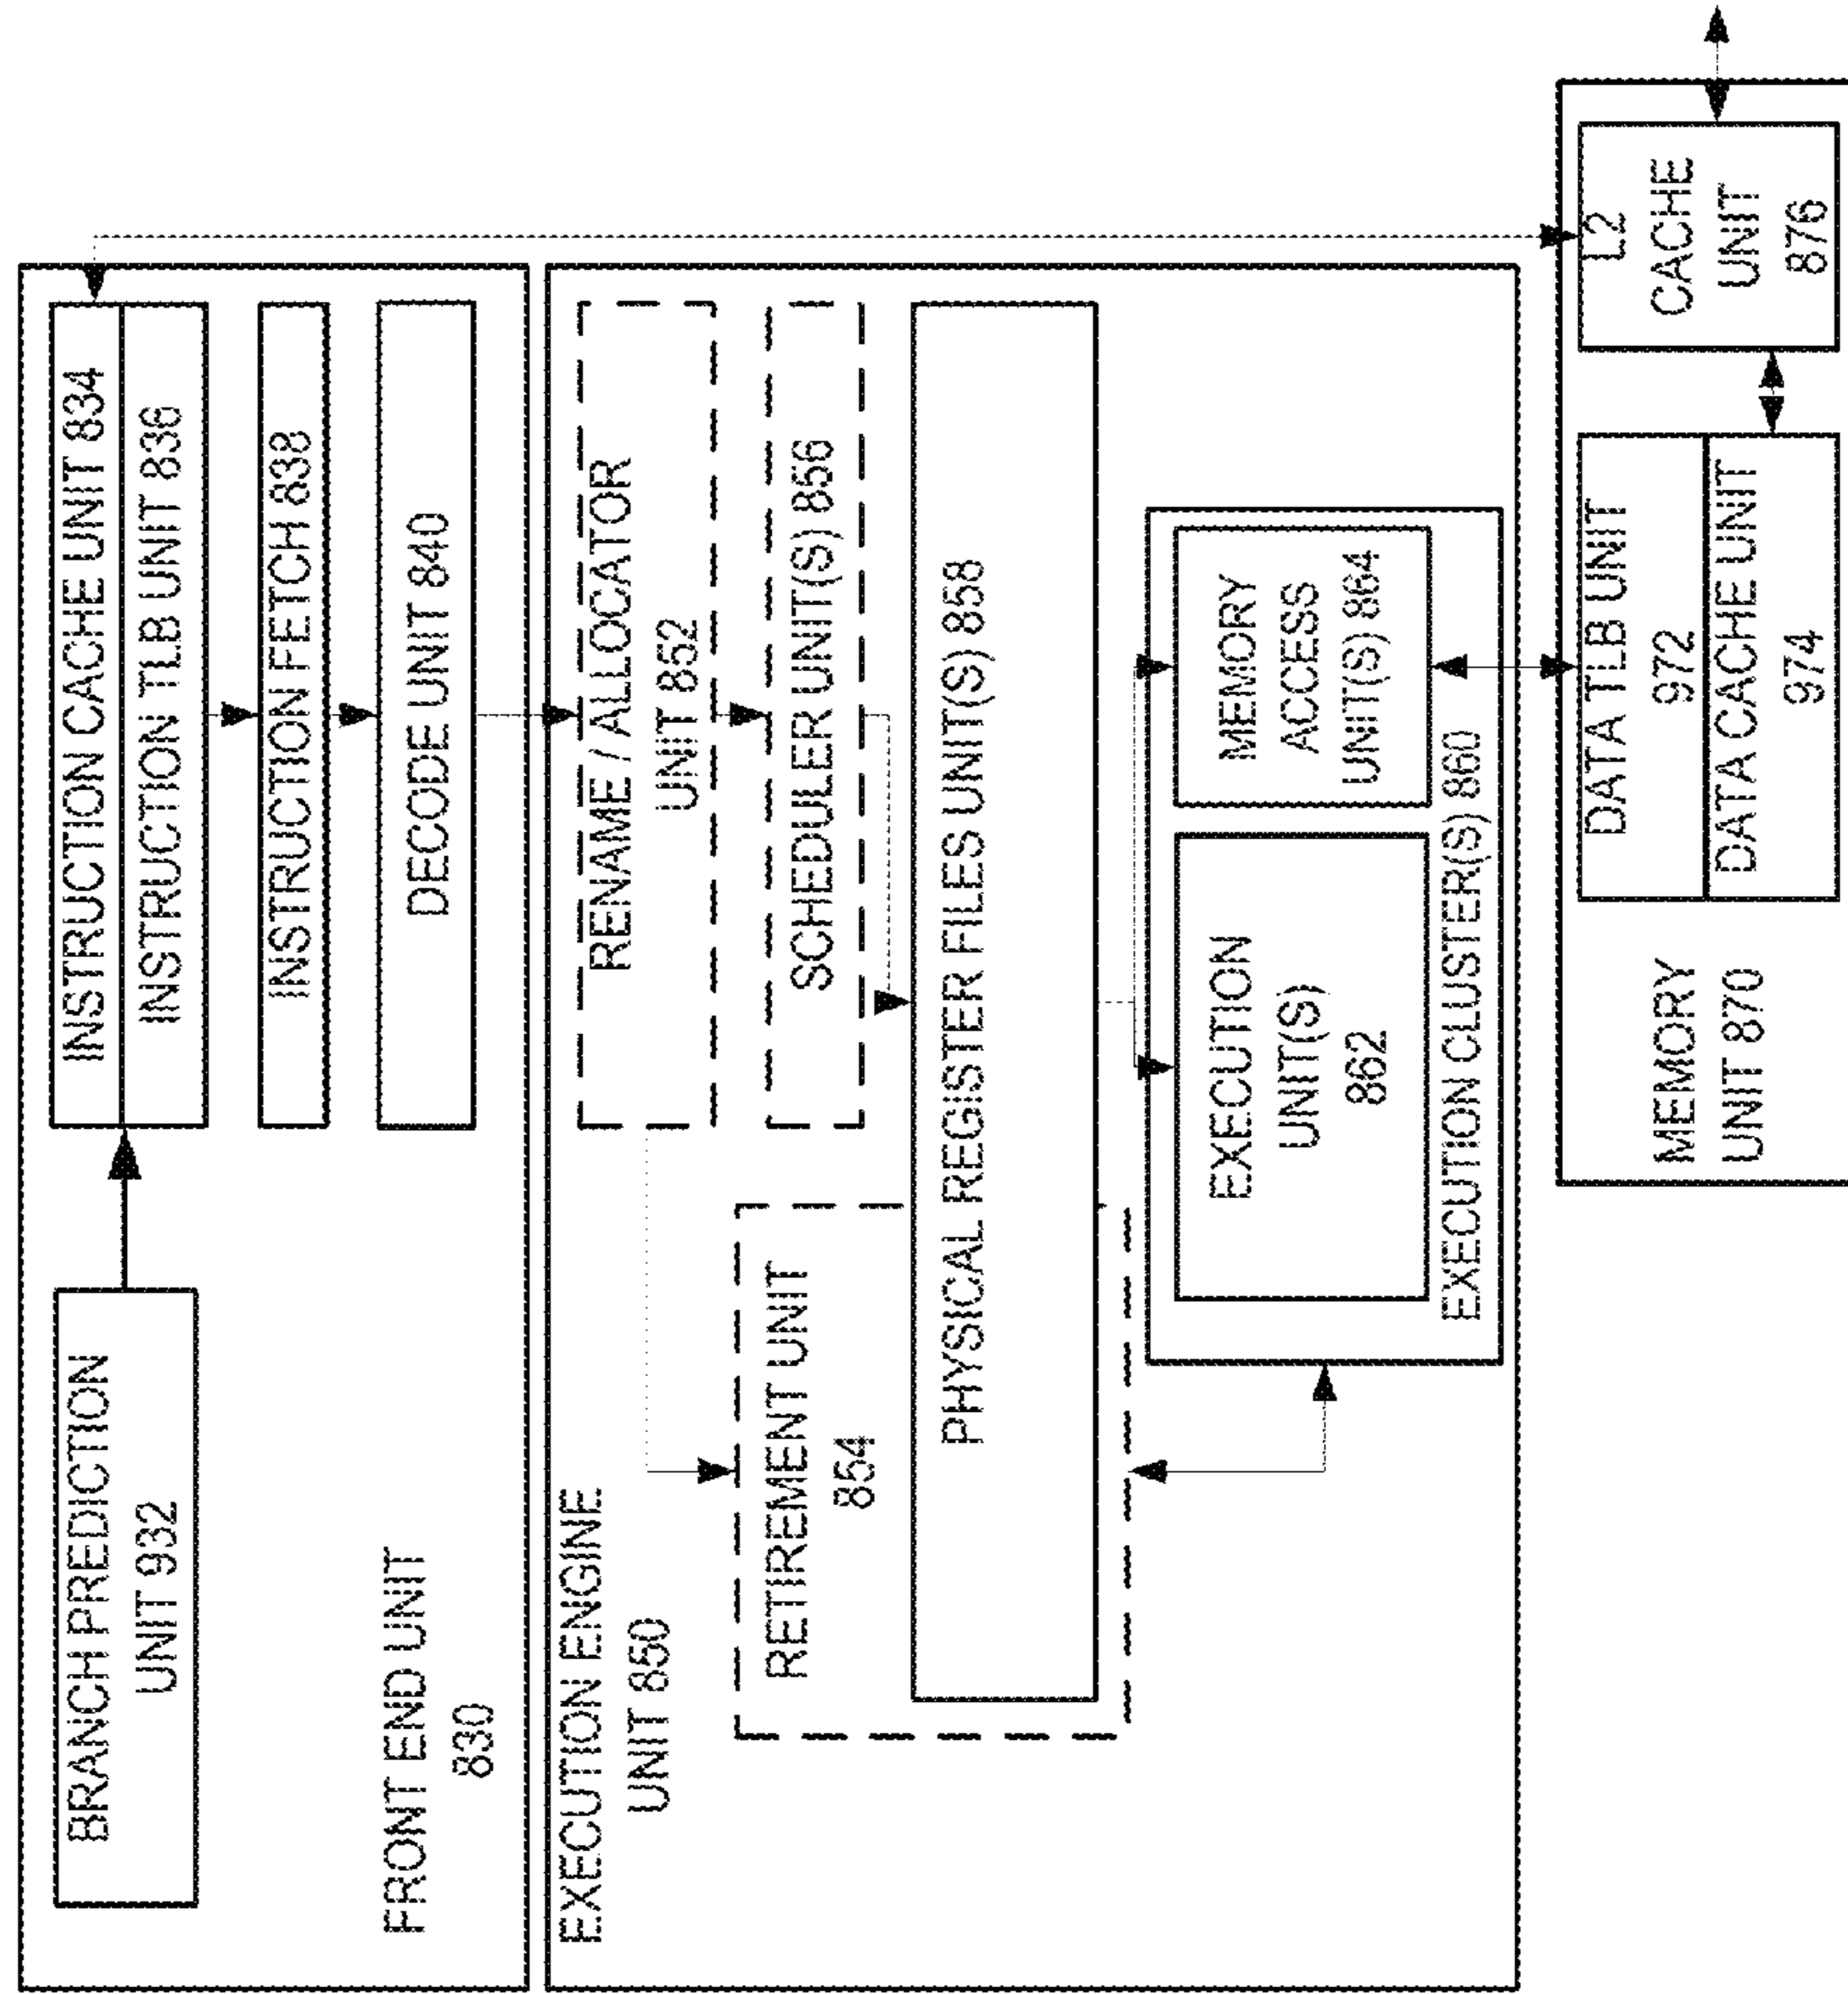 BRANCH PREDICTION
UNIT 932
INSTRUCTION CACHE UNIT 834
INSTRUCTION TLB UNIT 836
INSTRUCTION FETCH 838
DECODE UNIT 840
FRONT END UNIT
830
EXECUTION ENGINE
UNIT 850
RENAME / ALLOCATOR
UNIT 852
RETIREMENT UNIT
854
SCHEDULER UNIT(S) 856
PHYSICAL REGISTER FILES UNIT(S) 858
EXECUTION
UNIT(S)
862
MEMORY
ACCESS
UNIT(S) 864
EXECUTION CLUSTER(S) 860
MEMORY
UNIT 870
DATA TLB UNIT
972
DATA CACHE UNIT
974
L2
CACHE
UNIT
876